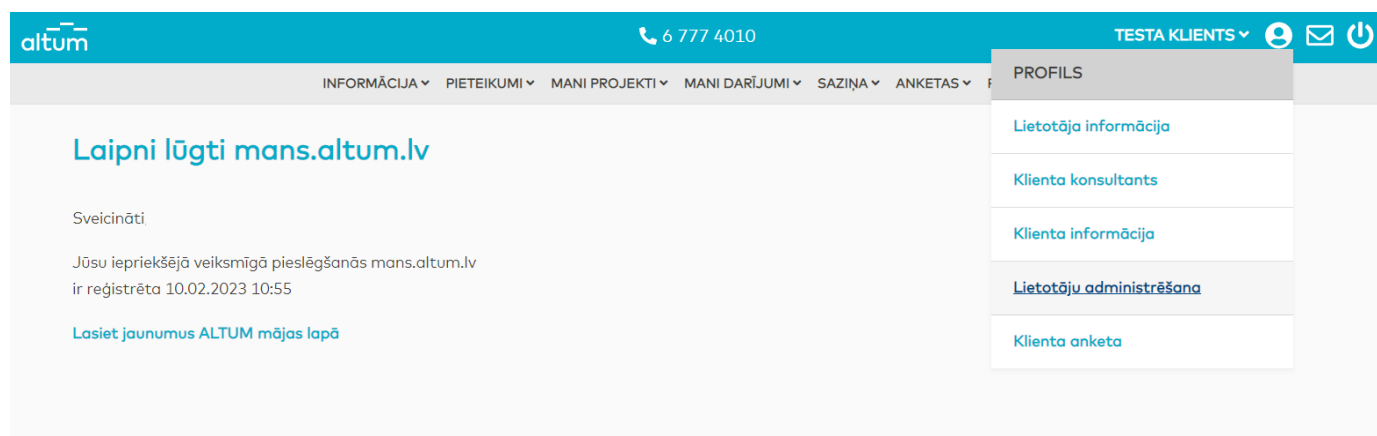 altum
6 777 4010
TESTA KLIENTS
INFORMĀCIJA PIETEIKUMI MANI PROJEKTI MANI DARĪJUMI SAZIŅA ANKETAS
PROFILS
Lietotāja informācija
Klienta konsultants
Klienta informācija
Lietotāju administrēšana
Klienta anketa
Laipni lūgti mans.altum.lv
Sveicināti
Jūsu iepriekšējā veiksmīgā pieslēgšanās mans.altum.lv
ir reģistrēta 10.02.2023 10:55
Lasiet jaunumus ALTUM mājas lapā